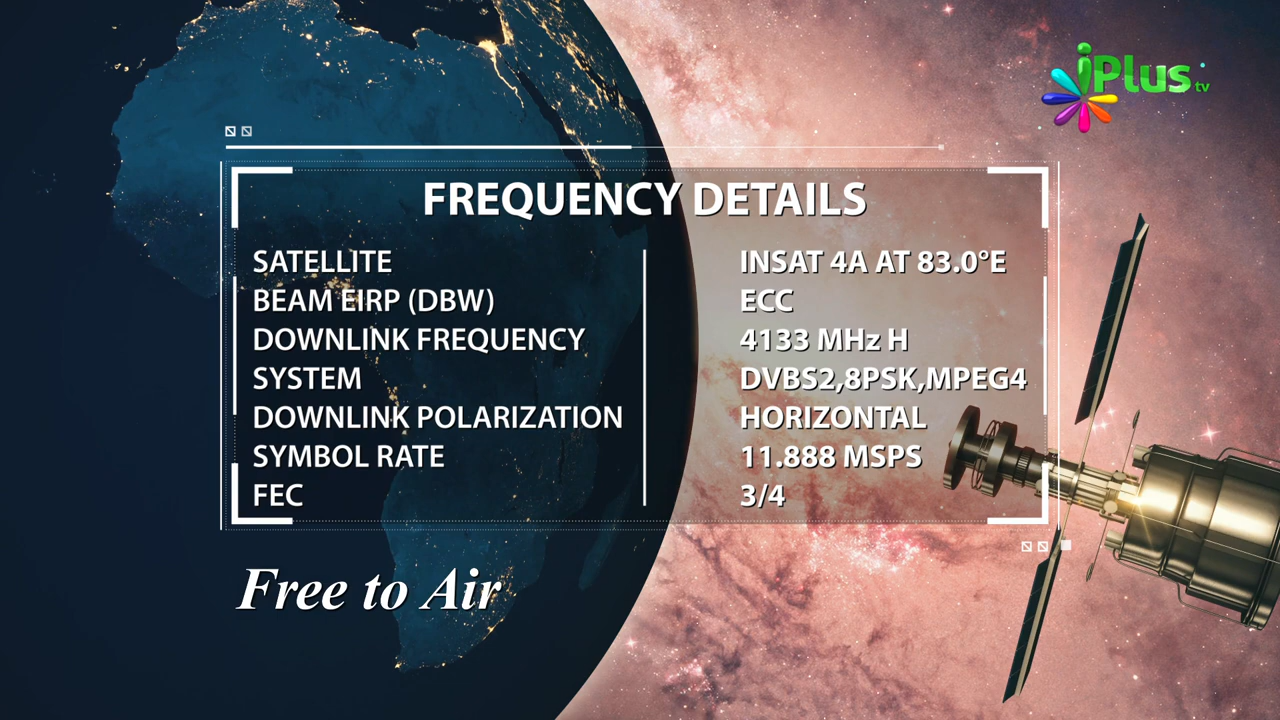 iPlus tv
FREQUENCY DETAILS
SATELLITE INSAT 4A AT 83.0°E
BEAM EIRP (DBW) ECC
DOWNLINK FREQUENCY 4133 MHz H
SYSTEM DVBS2,8PSK,MPEG4
DOWNLINK POLARIZATION HORIZONTAL
SYMBOL RATE 11.888 MSPS
FEC 3/4
Free to Air